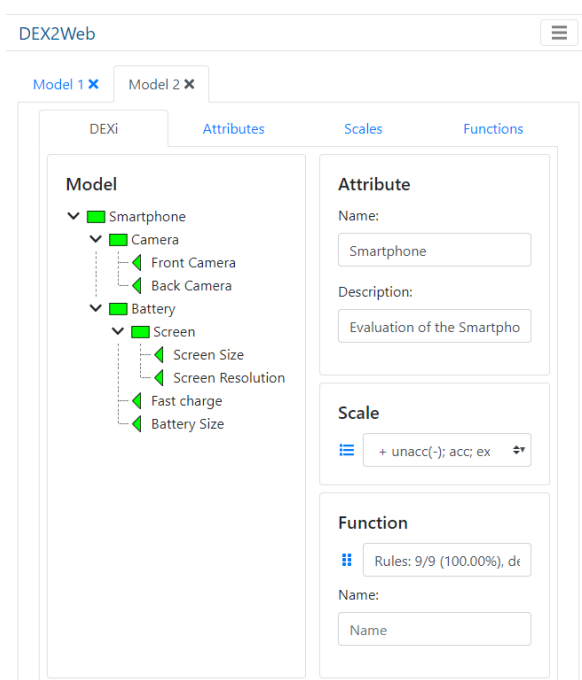 DEX2Web
Model 1 ✕ Model 2 ✕
DEXi Attributes Scales Functions
Model
Smartphone
Camera
Front Camera
Back Camera
Battery
Screen
Screen Size
Screen Resolution
Fast charge
Battery Size
Attribute
Name:
Smartphone
Description:
Evaluation of the Smartpho
Scale
+ unacc(-); acc; ex
Function
Rules: 9/9 (100.00%), de
Name:
Name